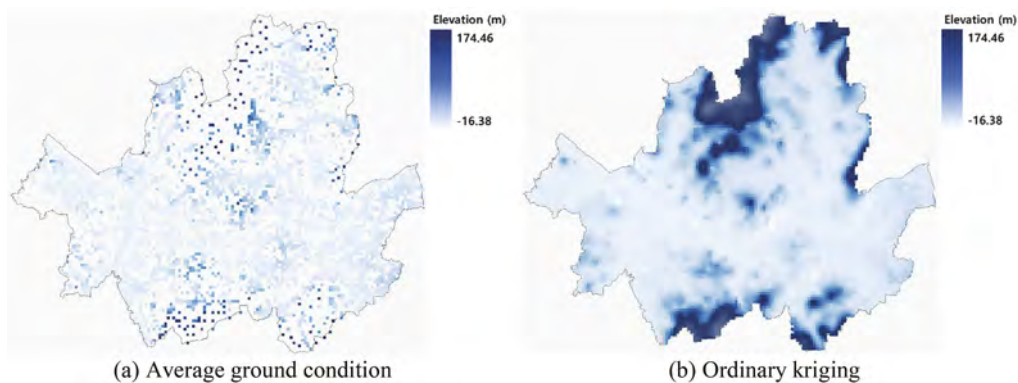 Elevation (m)
174.46
-16.38
Elevation (m)
174.46
-16.38
(a) Average ground condition
(b) Ordinary kriging